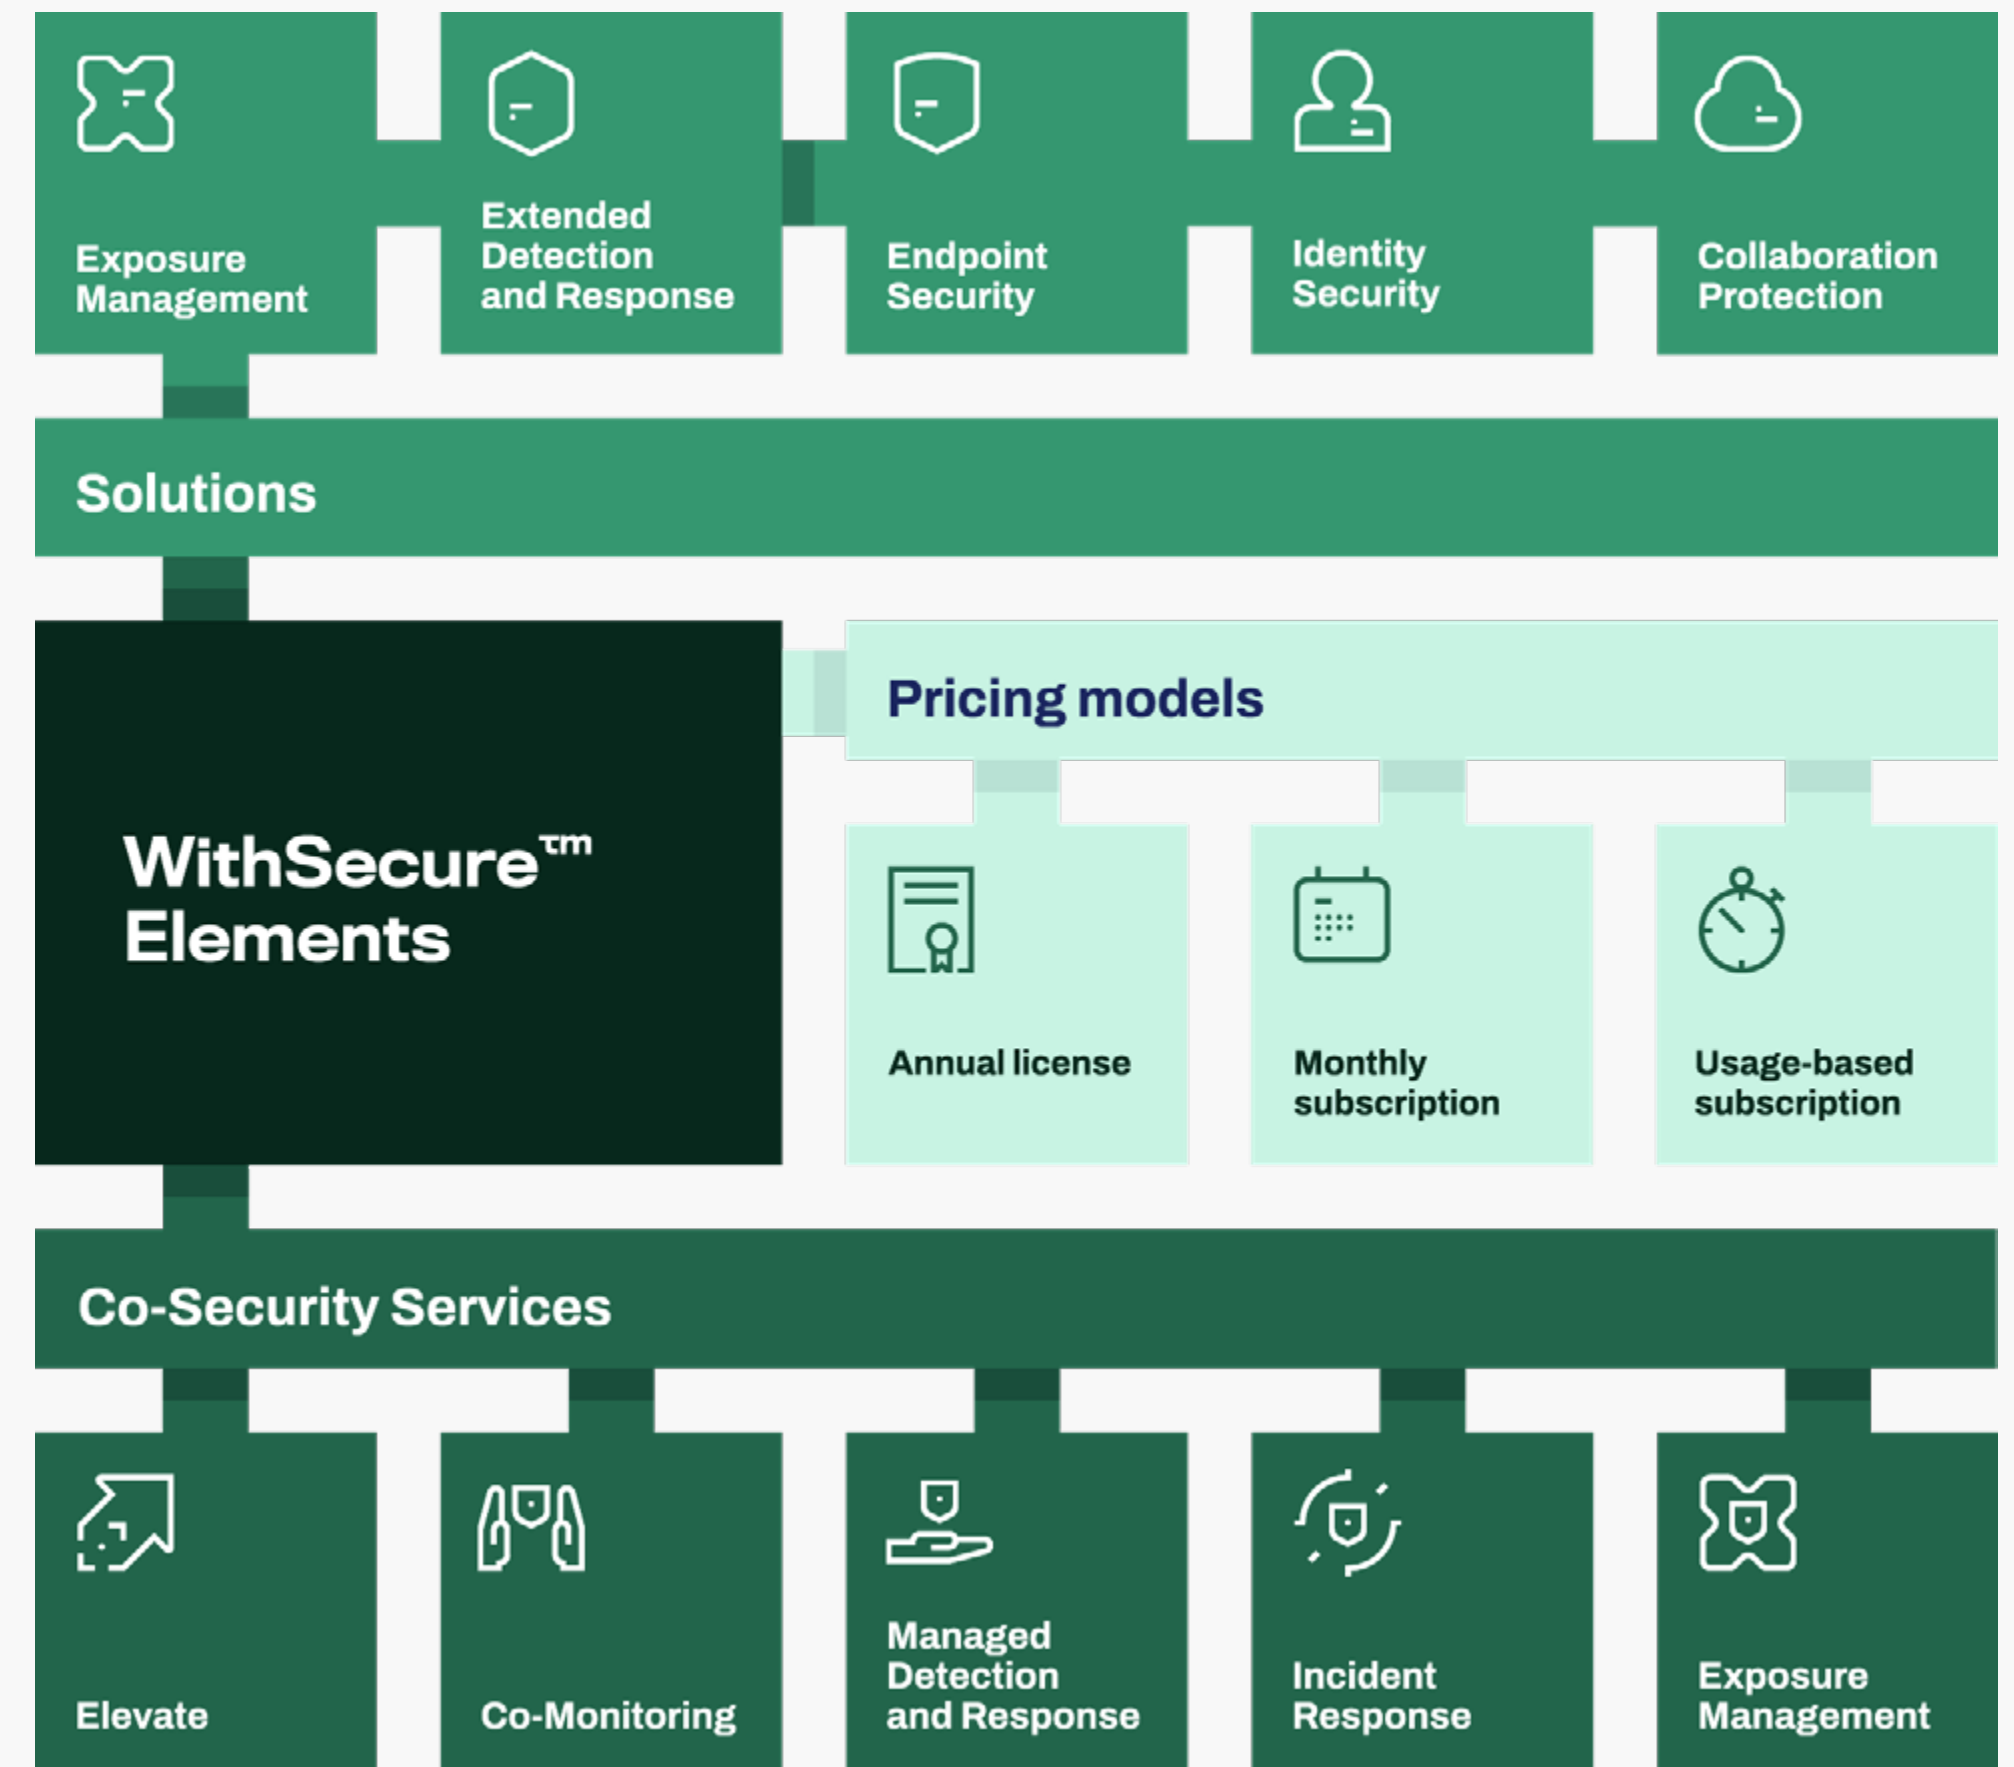 Exposure
Management
Extended
Detection
and Response
Endpoint
Security
Identity
Security
Collaboration
Protection
Solutions
WithSecure™
Elements
Pricing models
Annual license
Monthly
subscription
Usage-based
subscription
Co-Security Services
Elevate
Co-Monitoring
Managed
Detection
and Response
Incident
Response
Exposure
Management